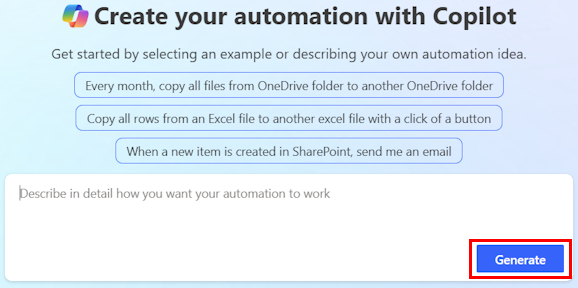 Create your automation with Copilot
Get started by selecting an example or describing your own automation idea.
Every month, copy all files from OneDrive folder to another OneDrive folder
Copy all rows from an Excel file to another excel file with a click of a button
When a new item is created in SharePoint, send me an email
Describe in detail how you want your automation to work
Generate